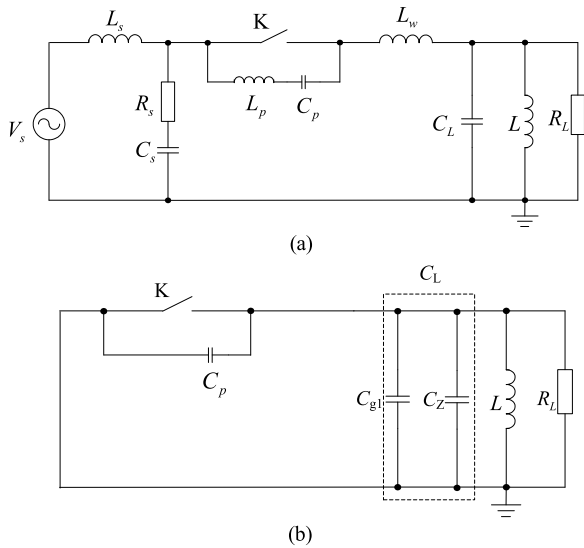 L_s
K
L_w
R_s
L_p
C_p
V_s
C_s
C_L
L
R_L
(a)
C_L
K
C_p
C_g1
C_Z
L
R_L
(b)